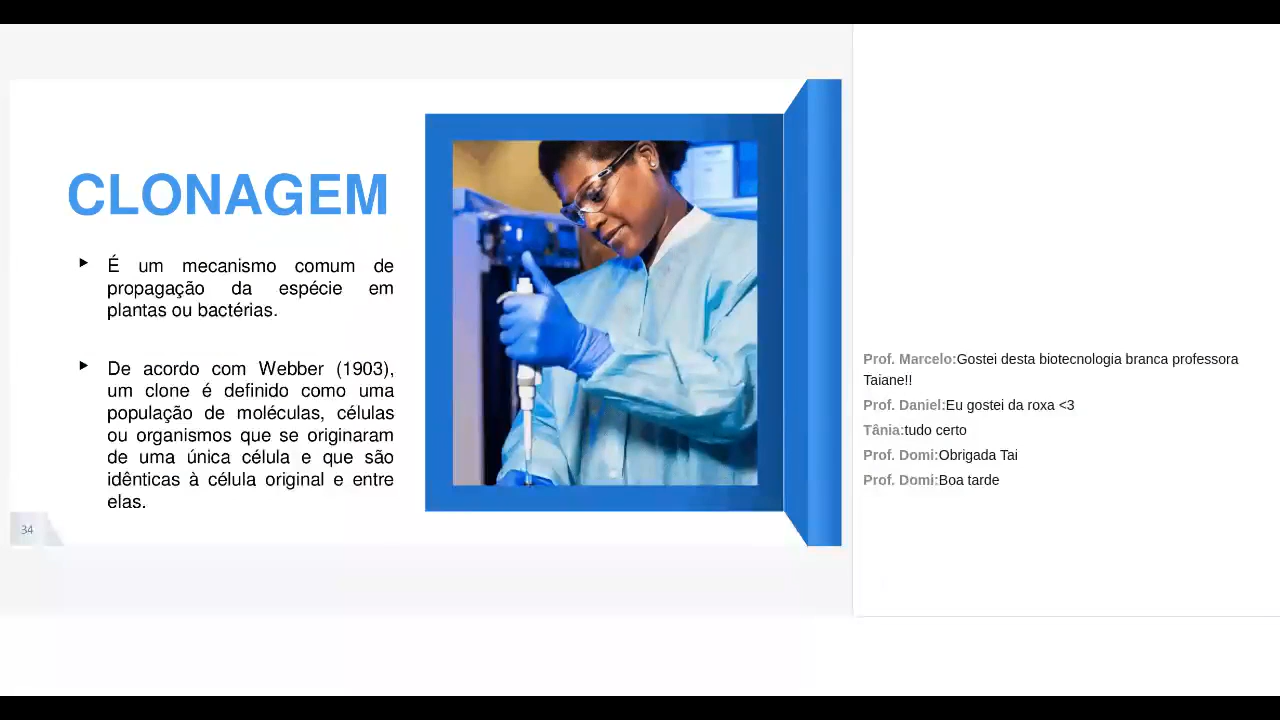 CLONAGEM
É um mecanismo comum de
propagação da espécie em
plantas ou bactérias.
De acordo com Webber (1903),
um clone é definido como uma
população de moléculas, células
ou organismos que se originaram
de uma única célula e que são
idênticas à célula original e entre
elas.
34
Prof. Marcelo:Gostei desta biotecnologia branca professora
Taiane!!
Prof. Daniel:Eu gostei da roxa <3
Tânia:tudo certo
Prof. Domi:Obrigada Tai
Prof. Domi:Boa tarde